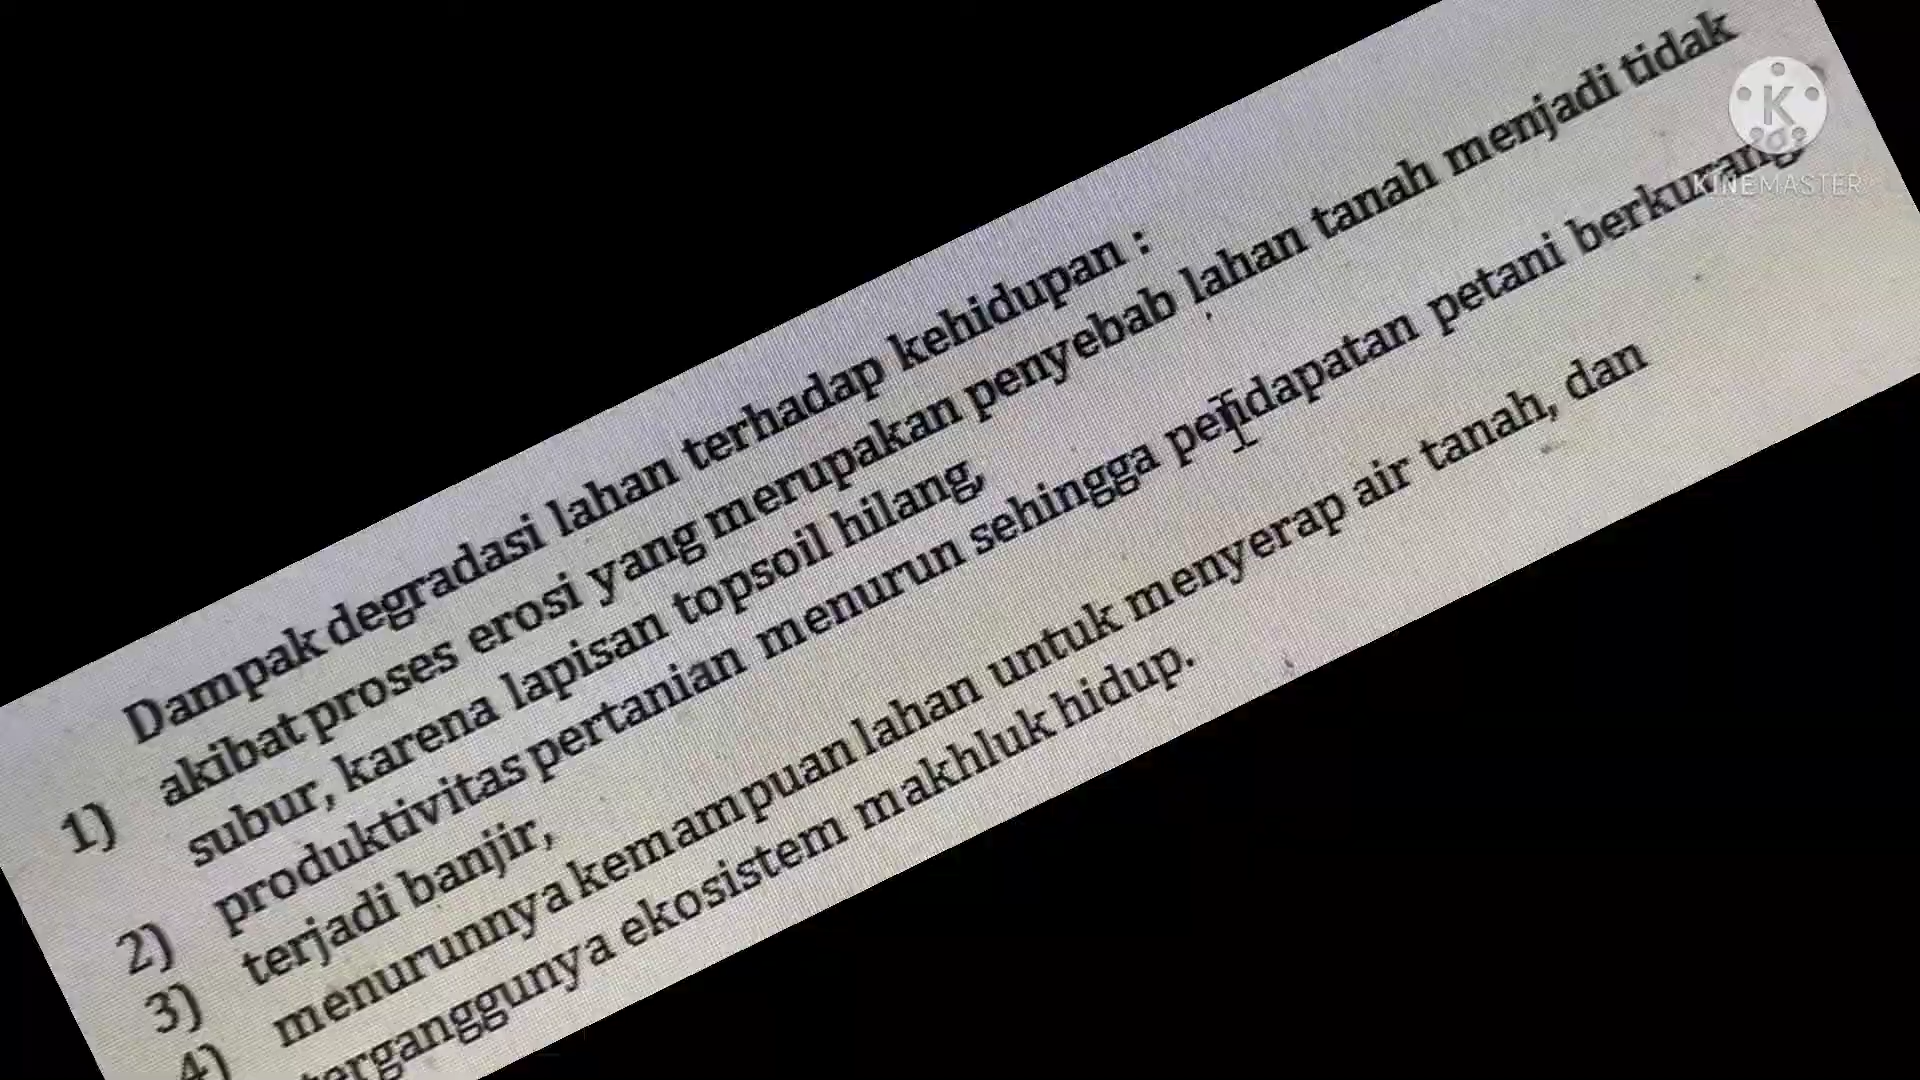 Dampak degradasi lahan terhadap kehidupan :
1) akibat proses erosi yang merupakan penyebab lahan tanah menjadi tidak
subur, karena lapisan topsoil hilang,
2) produktivitas pertanian menurun sehingga pendapatan petani berkurang,
3) terjadi banjir,
4) menurunnya kemampuan lahan untuk menyerap air tanah, dan
terganggunya ekosistem makhluk hidup.
K
KINEMASTER